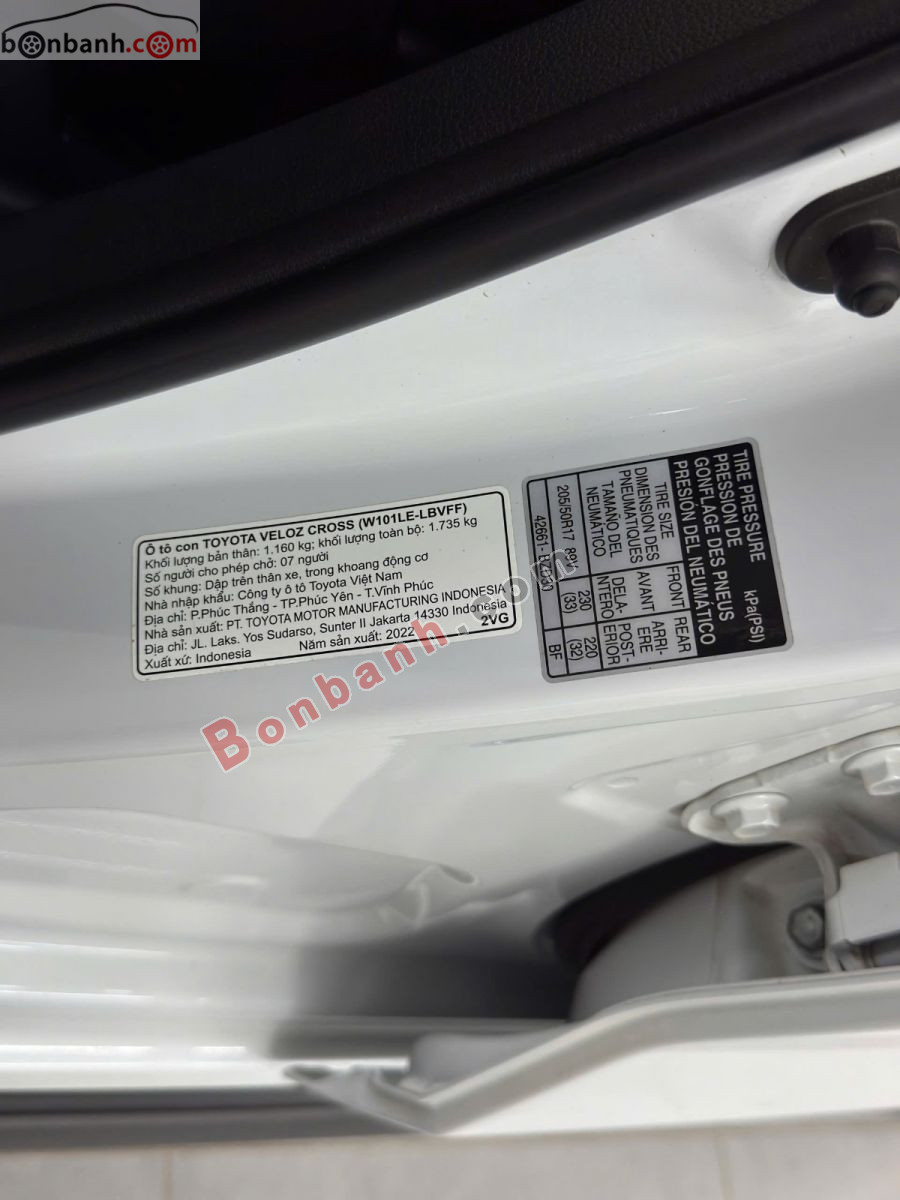 bonbanh.com
Ô tô con TOYOTA VELOZ CROSS (W101LE-LBVFF)
Khối lượng bản thân: 1.160 kg; khối lượng toàn bộ: 1.735 kg
Số người cho phép chở: 07 người
Số khung: Dập trên thân xe, trong khoang động cơ
Nhà nhập khẩu: Công ty ô tô Toyota Việt Nam
Địa chỉ: P.Phúc Thắng - TP.Phúc Yên - T.Vĩnh Phúc
Nhà sản xuất: PT. TOYOTA MOTOR MANUFACTURING INDONESIA
Địa chỉ: JL. Laks. Yos Sudarso, Sunter II Jakarta 14330 Indonesia
Xuất xứ: Indonesia Năm sản xuất: 2022 2VG
TIRE PRESSURE kPa(PSI)
PRESSION DE
GONFLAGE DES PNEUS
PRESIÓN DEL NEUMÁTICO
TIRE SIZE FRONT REAR
DIMENSION DES PNEUMATIQUES AVANT ARRI-ERE
TAMAÑO DEL NEUMÁTICO DELA-NTERO POST-ERIOR
205/50R17 230 (33) 220 (32)
42661- BF
Bonbanh.com